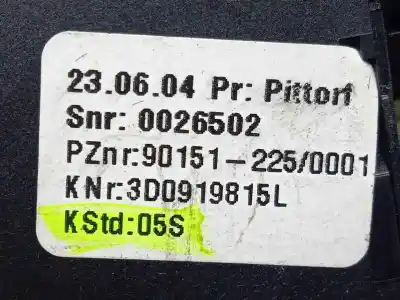 23.06.04 Pr: Pittorf
Snr: 0026502
PZnr:90151-225/0001
KNr:3D0919815L
KStd:05S